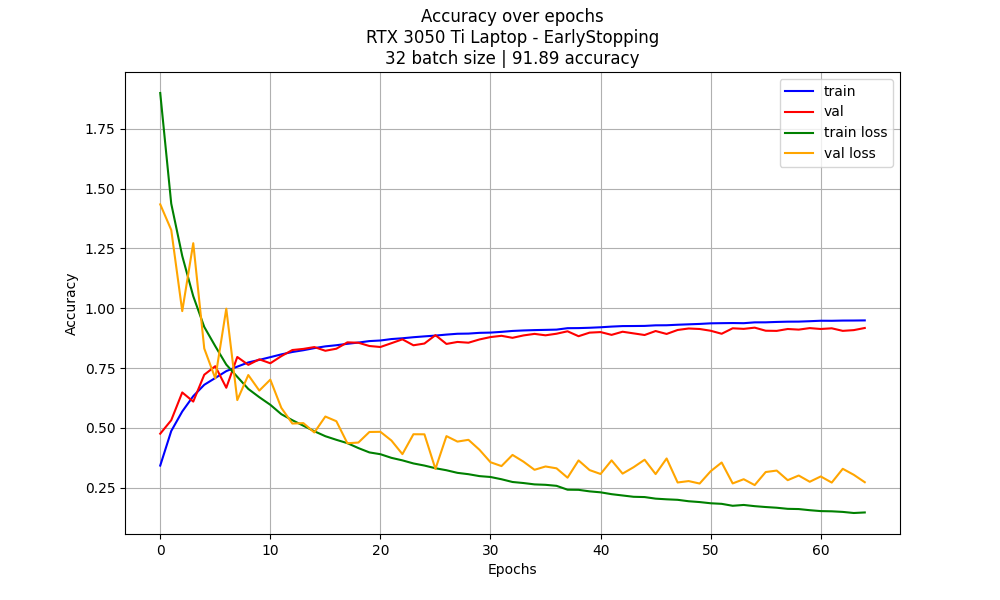 Accuracy over epochs
RTX 3050 Ti Laptop - EarlyStopping
32 batch size | 91.89 accuracy
train
val
train loss
val loss
1.75
1.50
1.25
1.00
0.75
0.50
0.25
Accuracy
0 10 20 30 40 50 60
Epochs